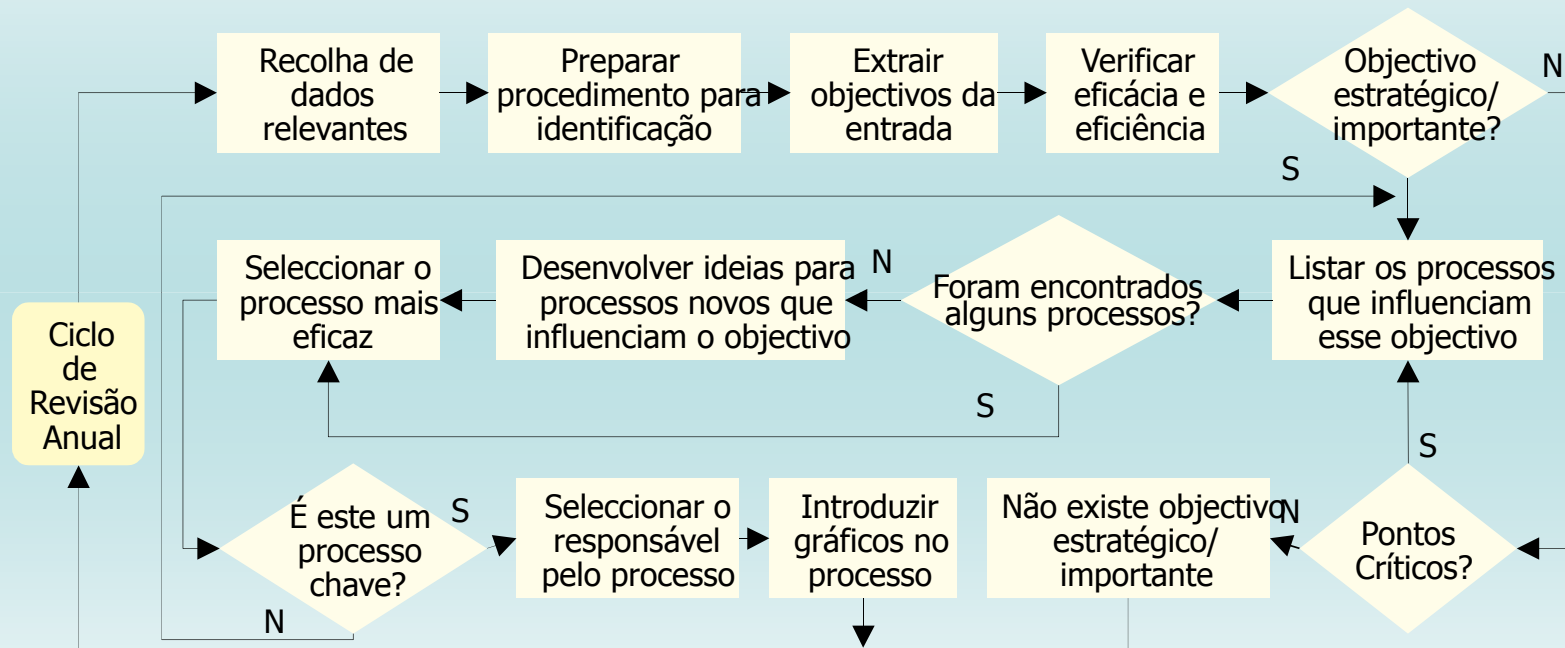 Recolha de
dados
relevantes
Preparar
procedimento para
identificação
Extrair
objectivos da
entrada
Verificar
eficácia e
eficiência
Objectivo
estratégico/
importante?
N
S
Seleccionar o
processo mais
eficaz
Desenvolver ideias para
processos novos que
influenciam o objectivo
N
Foram encontrados
alguns processos?
Listar os processos
que influenciam
esse objectivo
Ciclo
de
Revisão
Anual
S
S
É este um
processo
chave?
S
Seleccionar o
responsável
pelo processo
Introduzir
gráficos no
processo
Não existe objectivo
estratégico/
importante
N
Pontos
Críticos?
N